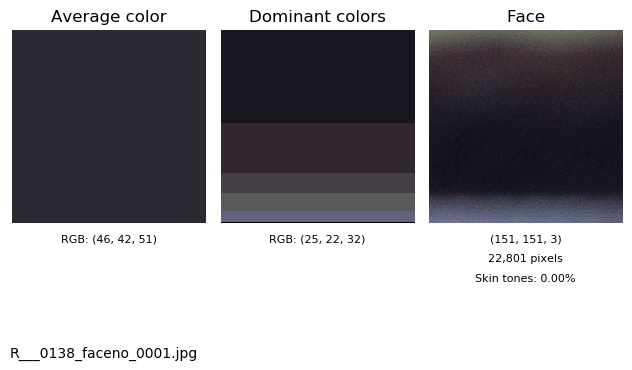 Average color
Dominant colors
Face
RGB: (46, 42, 51)
RGB: (25, 22, 32)
(151, 151, 3)
22,801 pixels
Skin tones: 0.00%
R___0138_faceno_0001.jpg